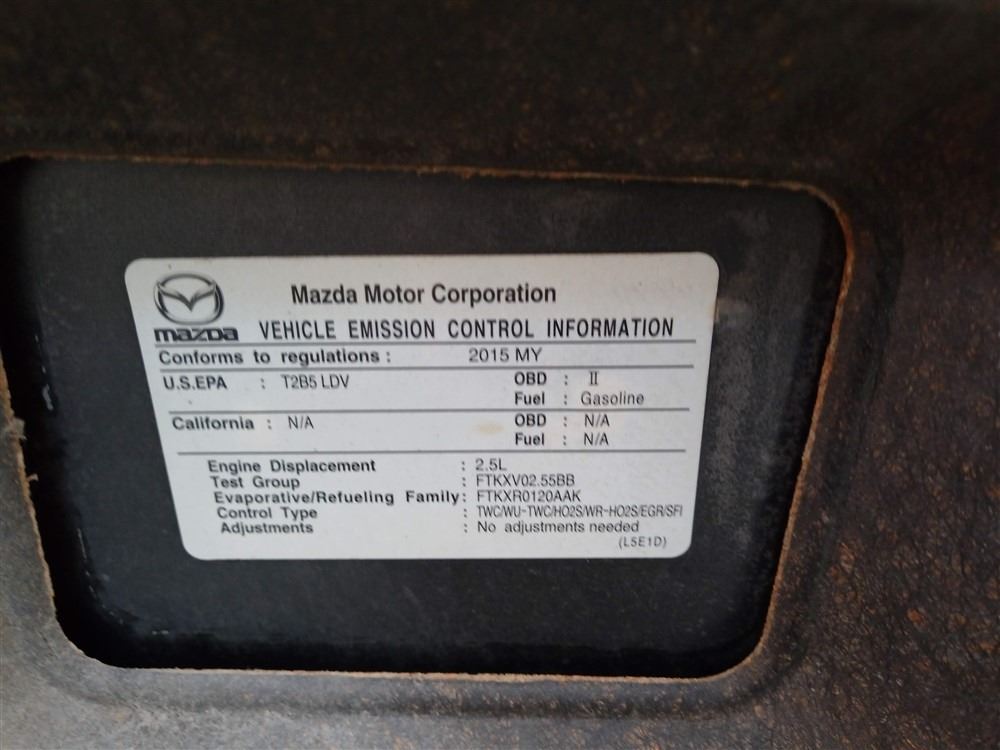 Mazda Motor Corporation
mazda VEHICLE EMISSION CONTROL INFORMATION
Conforms to regulations : 2015 MY
U.S.EPA : T2B5 LDV OBD : II
Fuel : Gasoline
California : N/A OBD : N/A
Fuel : N/A
Engine Displacement : 2.5L
Test Group : FTKXV02.55BB
Evaporative/Refueling Family: FTKXR0120AAK
Control Type : TWC/WU-TWC/HO2S/WR-HO2S/EGR/SFI
Adjustments : No adjustments needed
(L5E1D)